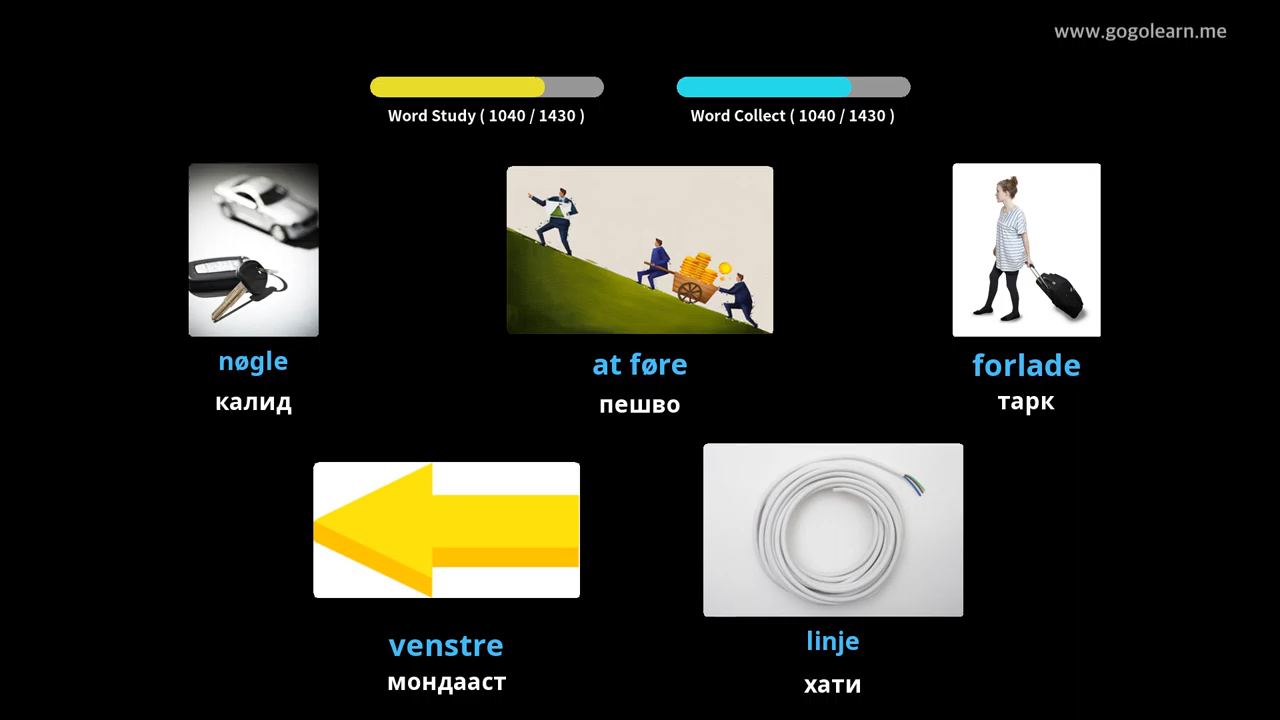 www.gogolearn.me
Word Study ( 1040 / 1430 )
Word Collect ( 1040 / 1430 )
nøgle
калид
at føre
пешво
forlade
тарк
venstre
мондааст
linje
хати